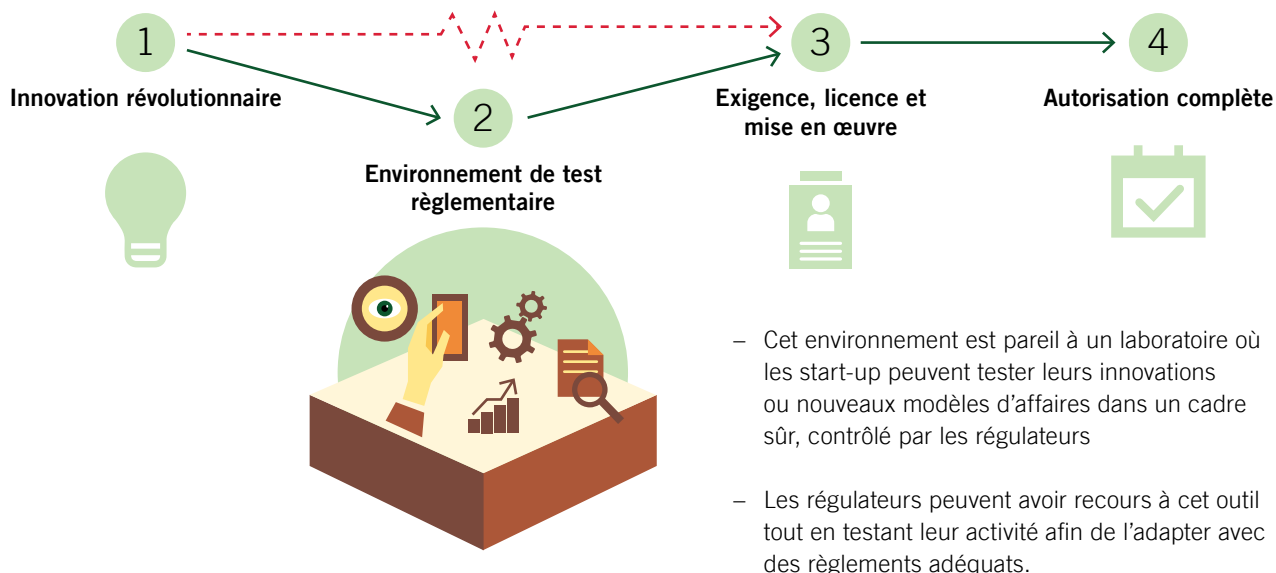 1
Innovation révolutionnaire
2
Environnement de test
règlementaire
3
Exigence, licence et
mise en œuvre
4
Autorisation complète
– Cet environnement est pareil à un laboratoire où
les start-up peuvent tester leurs innovations
ou nouveaux modèles d’affaires dans un cadre
sûr, contrôlé par les régulateurs
– Les régulateurs peuvent avoir recours à cet outil
tout en testant leur activité afin de l’adapter avec
des règlements adéquats.